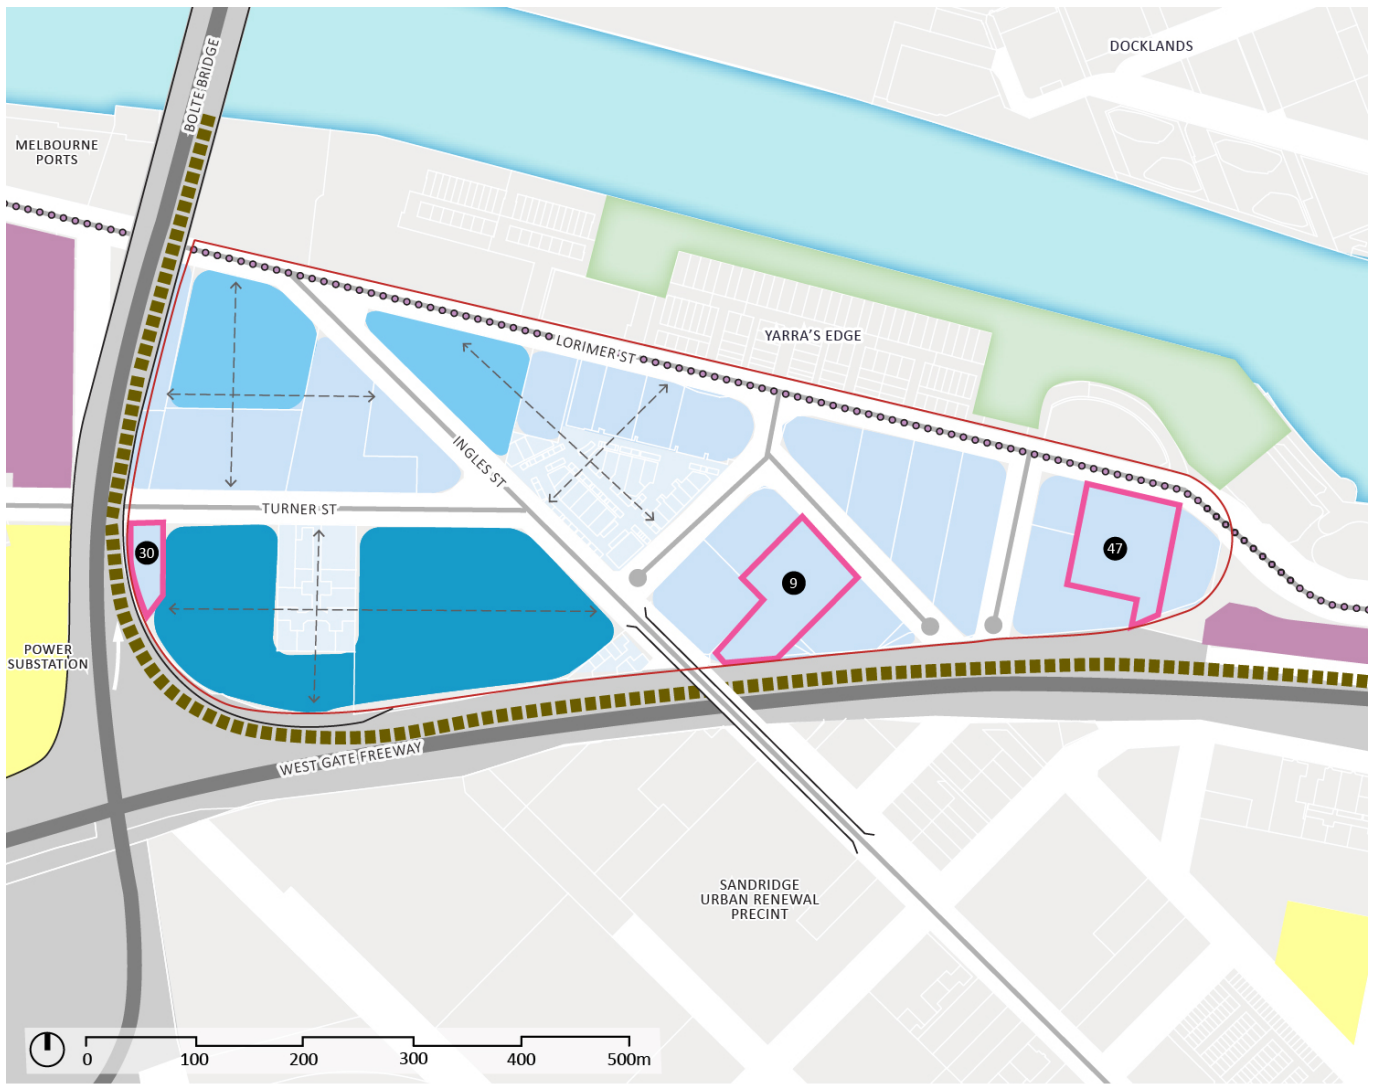 DOCKLANDS
BOLTE BRIDGE
MELBOURNE
PORTS
YARRA'S EDGE
LORIMER ST
INGLES ST
TURNER ST
30
47
9
POWER
SUBSTATION
WEST GATE FREEWAY
SANDRIDGE
URBAN RENEWAL
PRECINT
0
100
200
300
400
500m